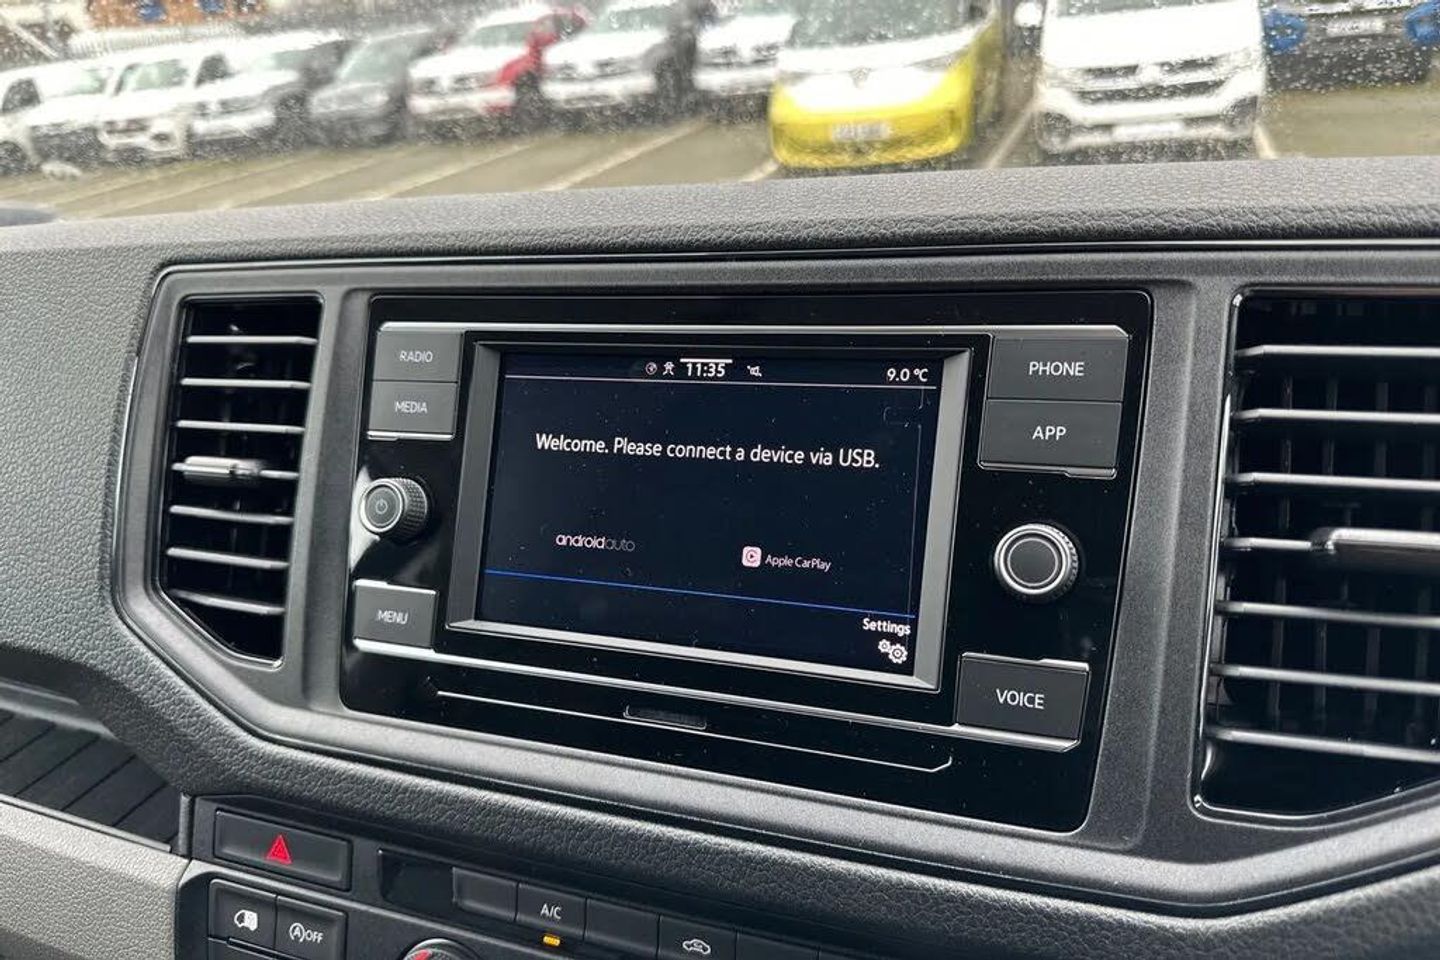 RADIO
MEDIA
MENU
11:35
9.0 °C
Welcome. Please connect a device via USB.
androidauto
Apple CarPlay
Settings
PHONE
APP
VOICE
A/C
A OFF